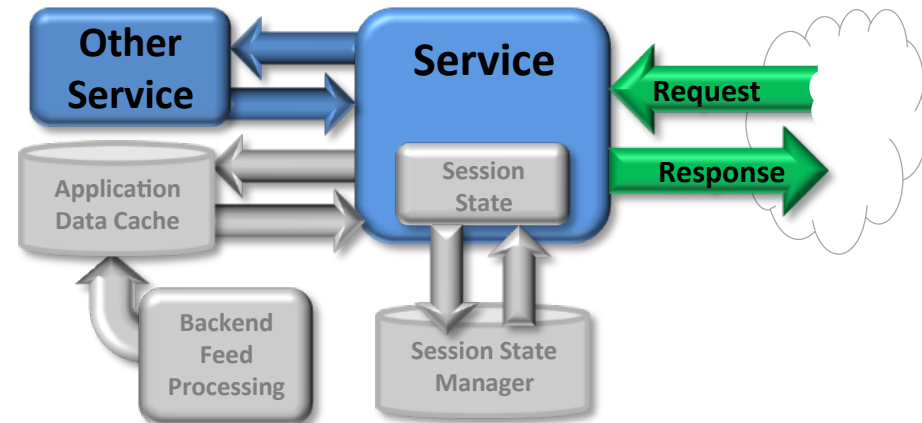 Other
Service
Service
Request
Response
Session
State
Application
Data Cache
Backend
Feed
Processing
Session State
Manager